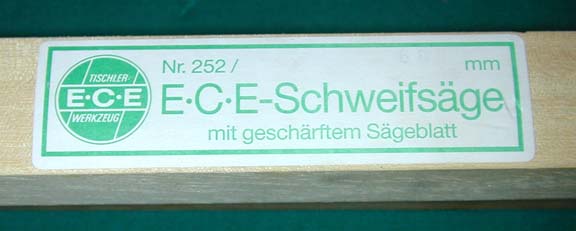 TISCHLER-
E·C·E
WERKZEUG
Nr. 252 /
mm
E·C·E-Schweifsäge
mit geschärftem Sägeblatt